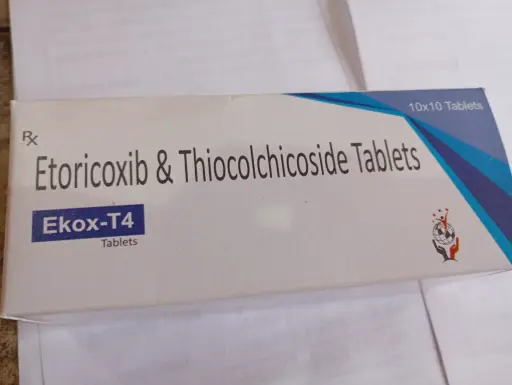 10x10 Tablets
Rx
Etoricoxib & Thiocolchicoside Tablets
Ekox-T4
Tablets